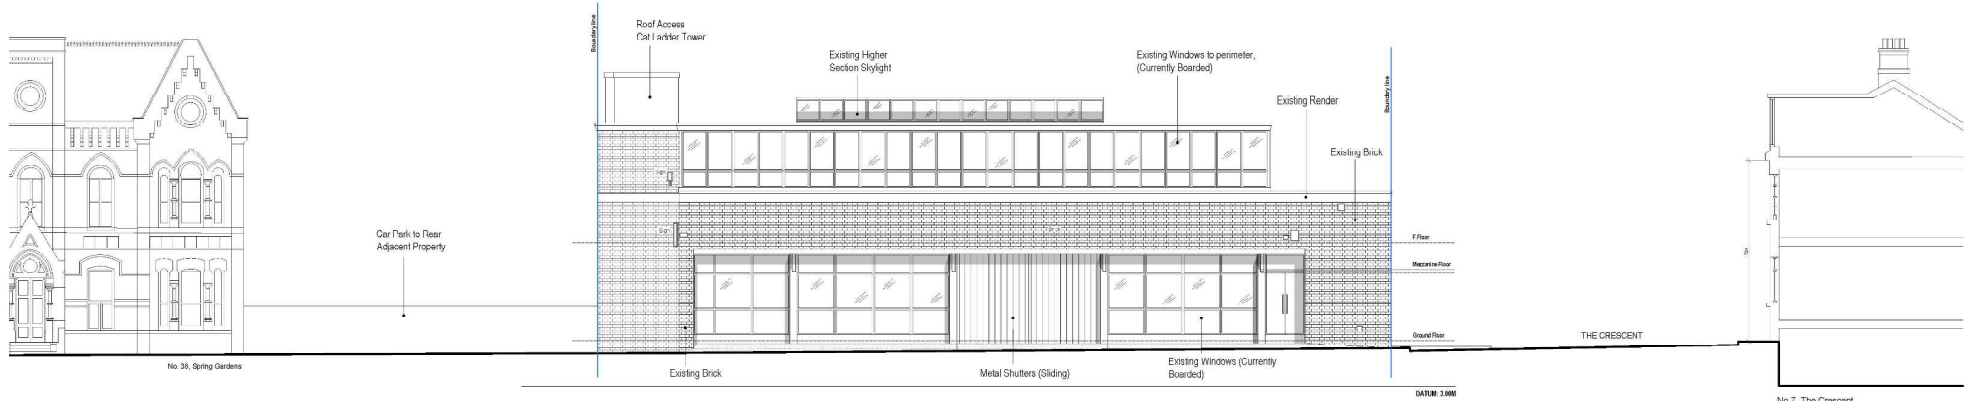 Boundary line
Roof Access
Cat Ladder Tower
Existing Higher
Section Skylight
Existing Windows to perimeter,
(Currently Boarded)
Boundary line
Existing Render
Existing Brick
Sign
Sign
Car Park to Rear
Adjacent Property
F.Floor
Mezzanine Floor
Ground Floor
THE CRESCENT
No. 38, Spring Gardens
Existing Brick
Metal Shutters (Sliding)
Existing Windows (Currently
Boarded)
DATUM: 3.00M
No 7, The Crescent